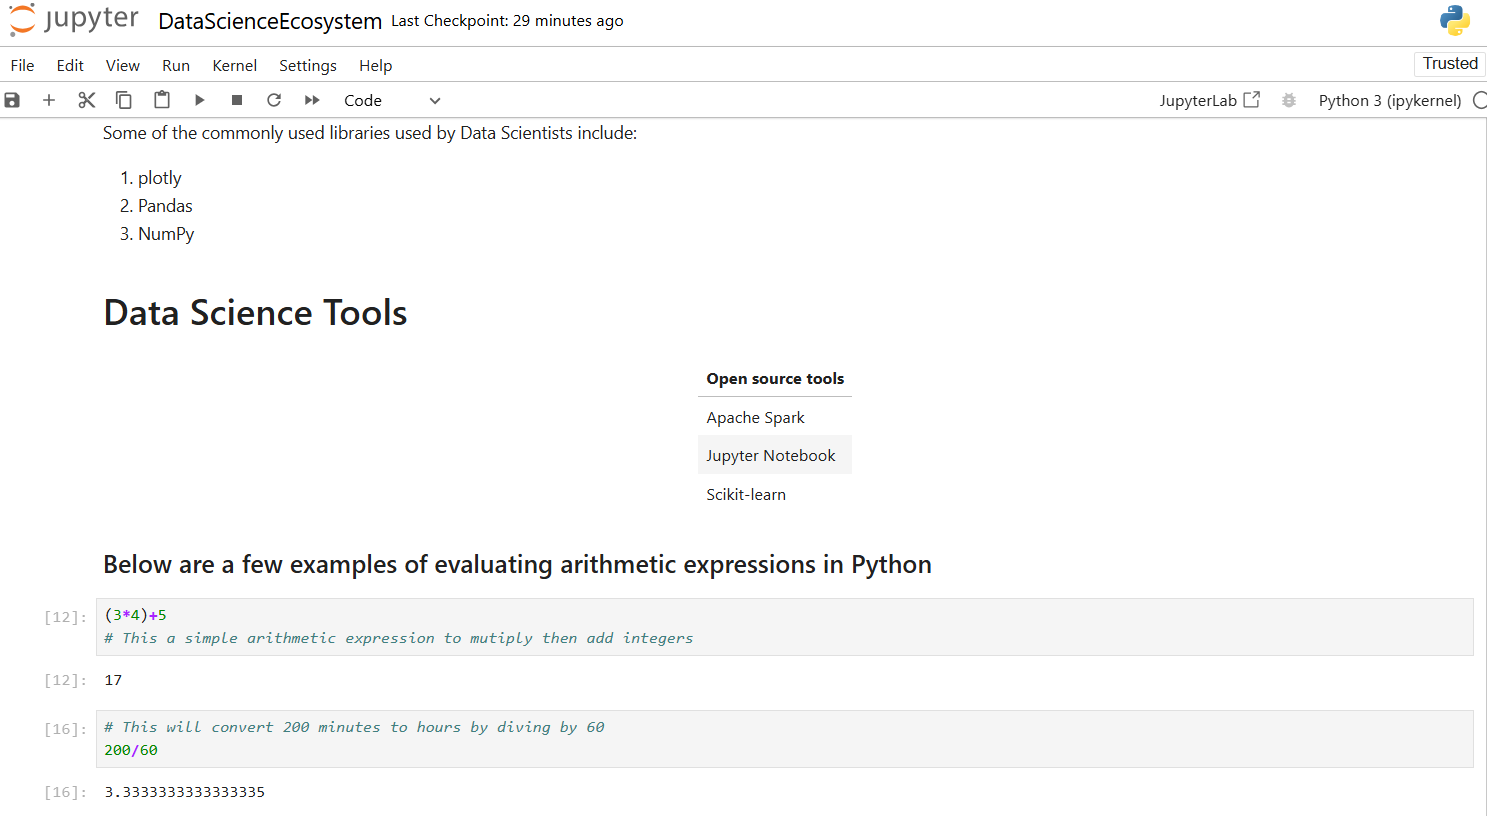 jupyter DataScienceEcosystem Last Checkpoint: 29 minutes ago
File Edit View Run Kernel Settings Help Trusted
Code JupyterLab Python 3 (ipykernel)
Some of the commonly used libraries used by Data Scientists include:
1. plotly
2. Pandas
3. NumPy
Data Science Tools
Open source tools
Apache Spark
Jupyter Notebook
Scikit-learn
Below are a few examples of evaluating arithmetic expressions in Python
[12]: (3*4)+5
# This a simple arithmetic expression to mutiply then add integers
[12]: 17
[16]: # This will convert 200 minutes to hours by diving by 60
200/60
[16]: 3.3333333333333335